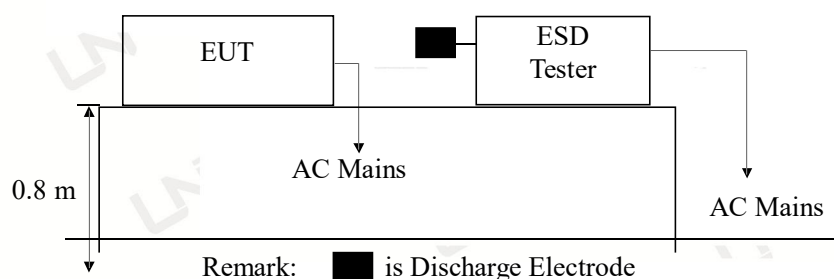 EUT
ESD
Tester
AC Mains
0.8 m
AC Mains
Remark: is Discharge Electrode